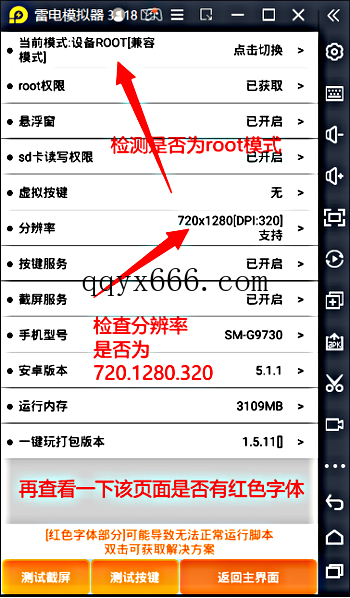 雷电模拟器 3
18
当前模式:设备ROOT[兼容
模式]
点击切换 >
root权限 已获取 >
悬浮窗 已开启 >
检测是否为root模式
sd卡读写权限 已开启 >
虚拟按键 无 >
分辨率 720x1280[DPI:320]
支持 >
按键服务 已开启 >
qqyx666. com
截屏服务 已开启 >
检查分辨率
是否为
720.1280.320
手机型号 SM-G9730 >
安卓版本 5.1.1 >
运行内存 3109MB >
一键玩打包版本 1.5.11[] >
再查看一下该页面是否有红色字体
[红色字体部分]可能导致无法正常运行脚本
双击可获取解决方案
测试截屏 测试按键 返回主界面